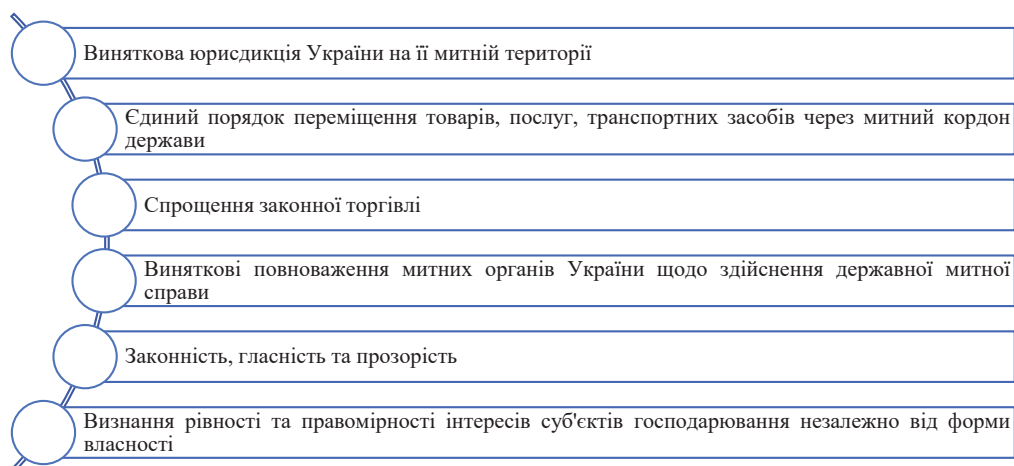 Виняткова юрисдикція України на її митній території
Єдиний порядок переміщення товарів, послуг, транспортних засобів через митний кордон
держави
Спрощення законної торгівлі
Виняткові повноваження митних органів України щодо здійснення державної митної
справи
Законність, гласність та прозорість
Визнання рівності та правомірності інтересів суб'єктів господарювання незалежно від форми
власності